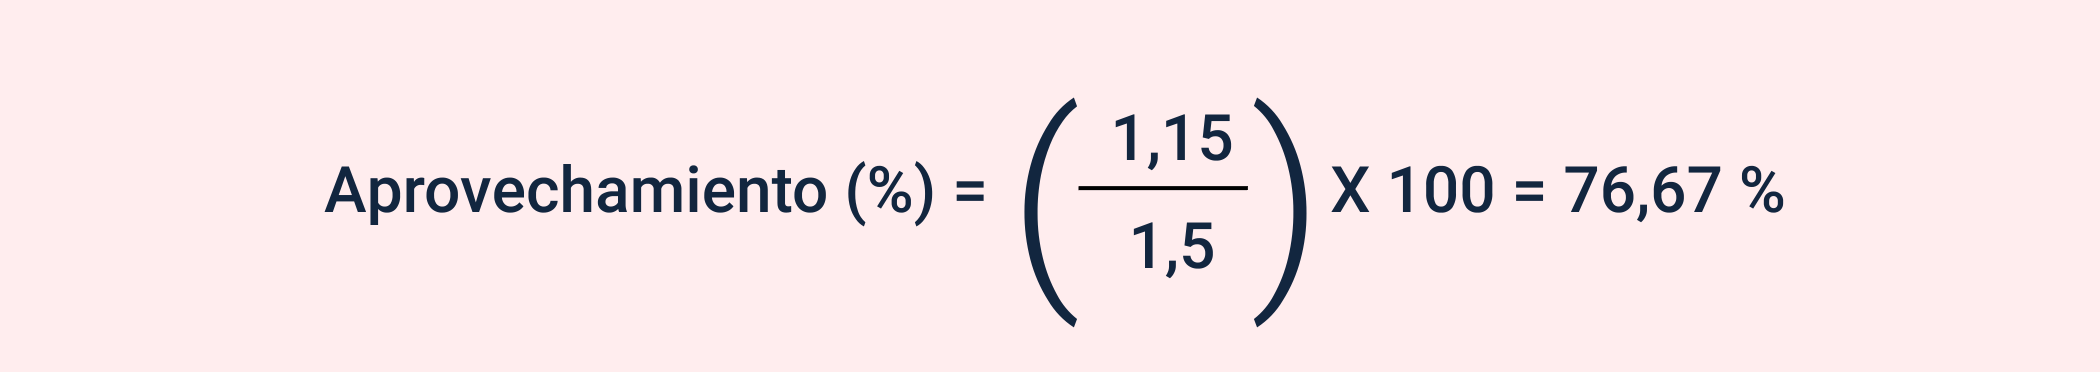 Aprovechamiento (%) = ( 1,15 / 1,5 ) X 100 = 76,67 %